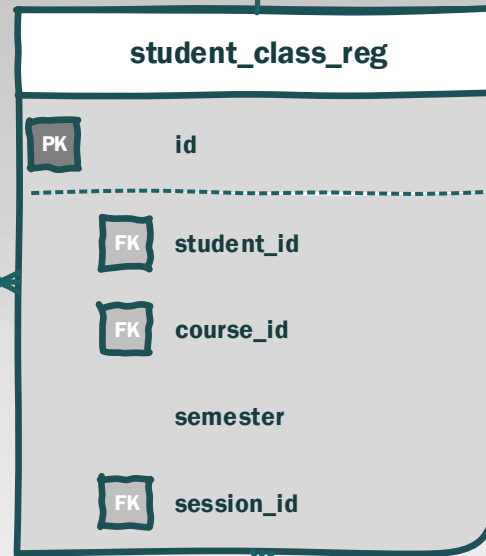 student_class_reg
PK id
FK student_id
FK course_id
semester
FK session_id